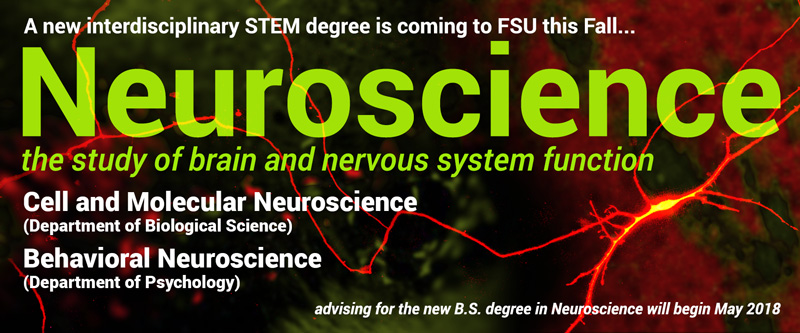 A new interdisciplinary STEM degree is coming to FSU this Fall...
Neuroscience
the study of brain and nervous system function
Cell and Molecular Neuroscience
(Department of Biological Science)
Behavioral Neuroscience
(Department of Psychology)
advising for the new B.S. degree in Neuroscience will begin May 2018